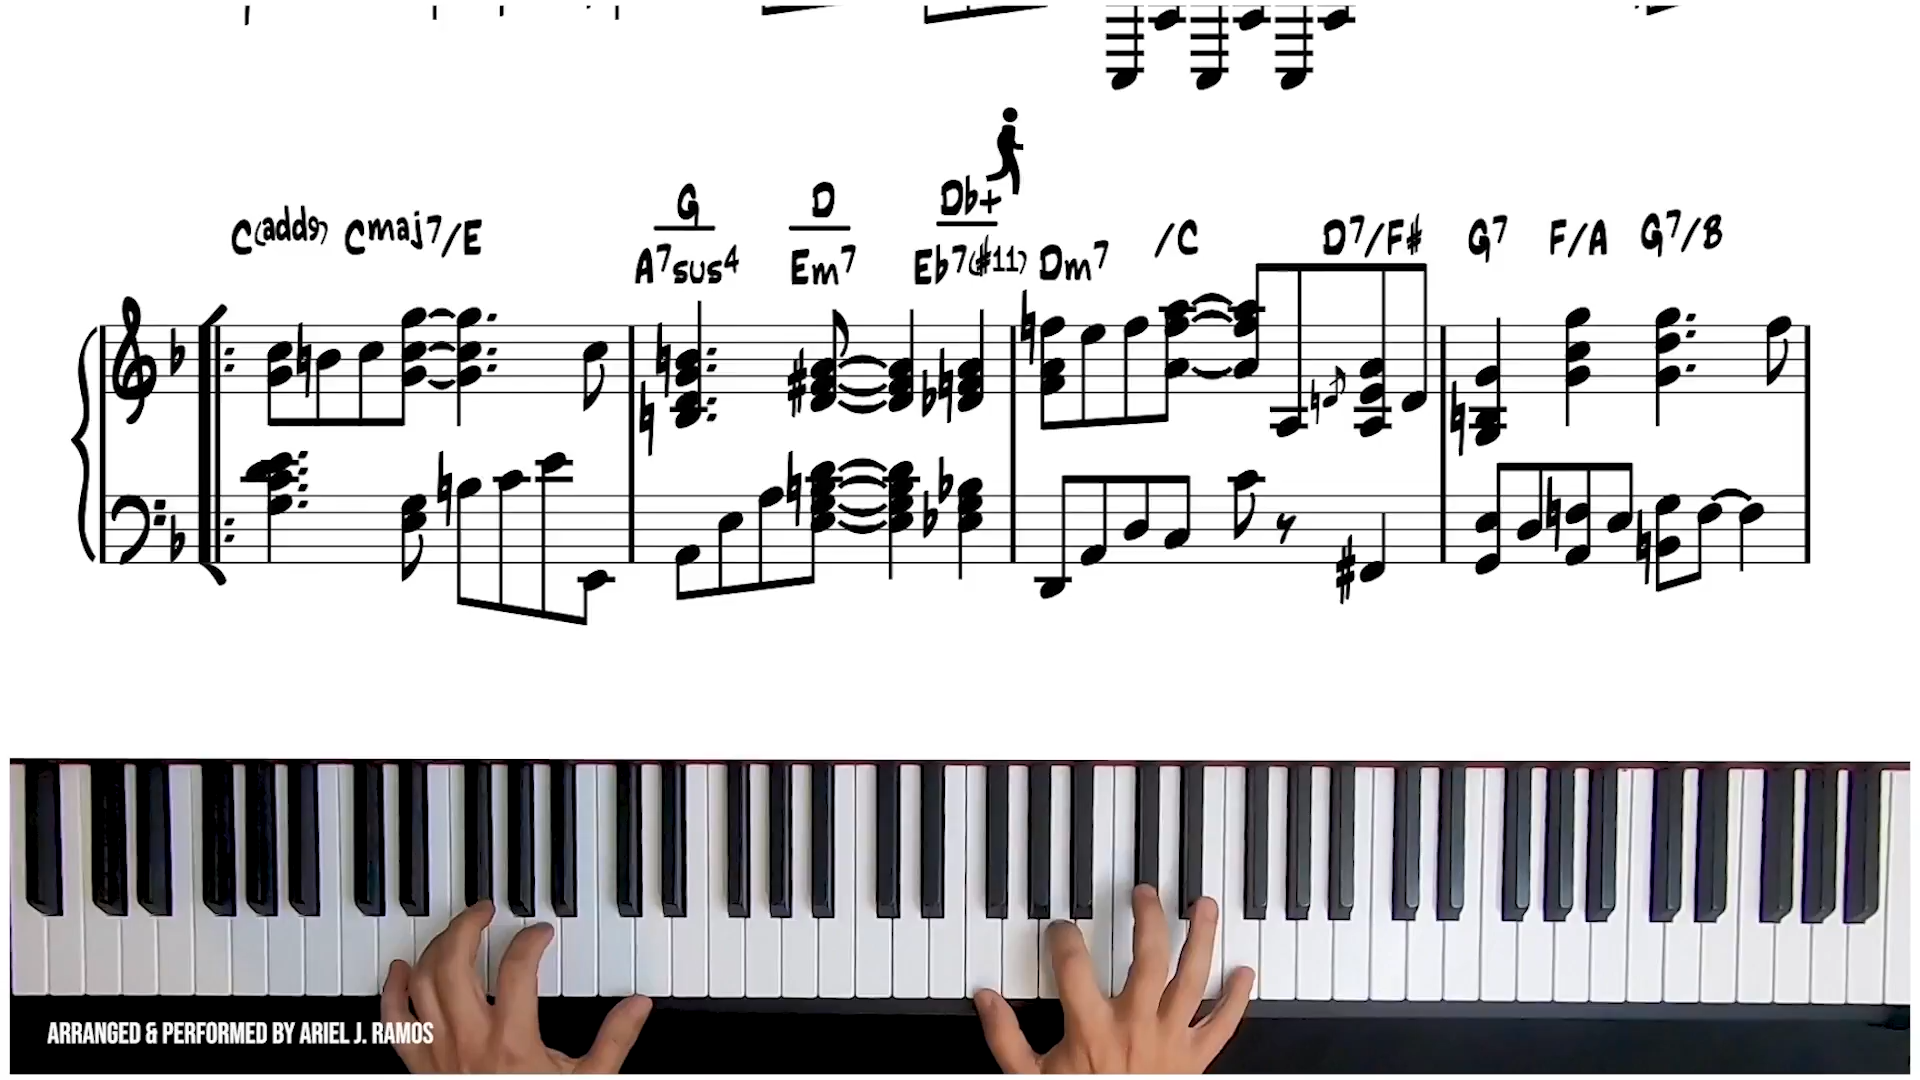 C(add9) Cmaj7/E G/A7sus4 D/Em7 Db+/Eb7(#11) Dm7 /C D7/F# G7 F/A G7/B
ARRANGED & PERFORMED BY ARIEL J. RAMOS